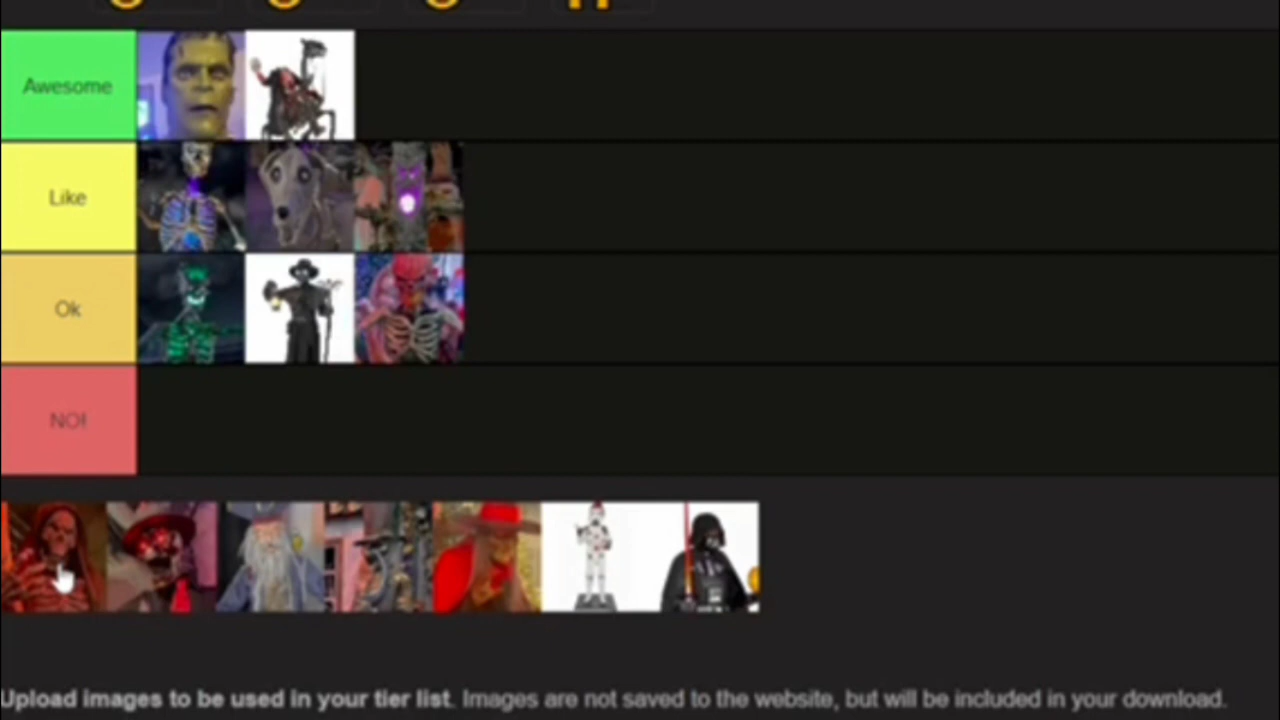 Awesome
Like
Ok
NO!
Upload images to be used in your tier list. Images are not saved to the website, but will be included in your download.